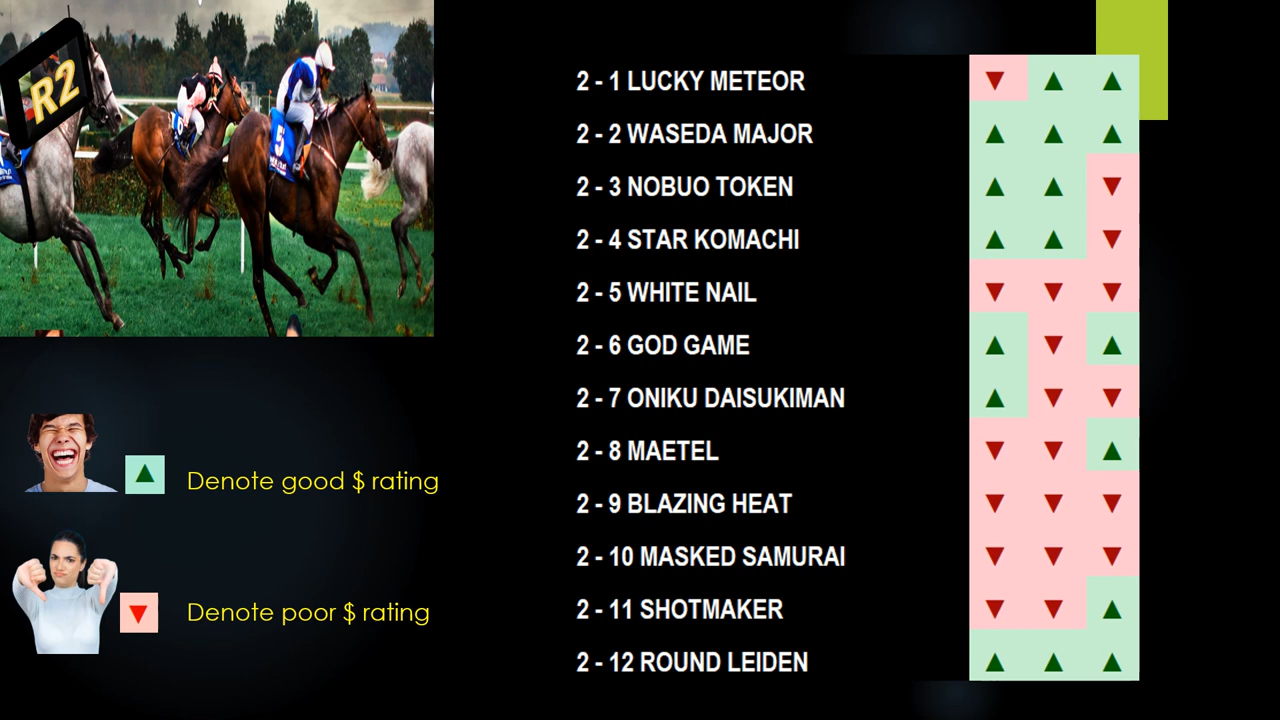 R2
2 - 1 LUCKY METEOR ▼ ▲ ▲
2 - 2 WASEDA MAJOR ▲ ▲ ▲
2 - 3 NOBUO TOKEN ▲ ▲ ▼
2 - 4 STAR KOMACHI ▲ ▲ ▼
2 - 5 WHITE NAIL ▼ ▼ ▼
2 - 6 GOD GAME ▲ ▼ ▲
2 - 7 ONIKU DAISUKIMAN ▲ ▼ ▼
2 - 8 MAETEL ▼ ▼ ▲
2 - 9 BLAZING HEAT ▼ ▼ ▼
2 - 10 MASKED SAMURAI ▼ ▼ ▼
2 - 11 SHOTMAKER ▼ ▼ ▲
2 - 12 ROUND LEIDEN ▲ ▲ ▲
5
6
▲ Denote good $ rating
▼ Denote poor $ rating